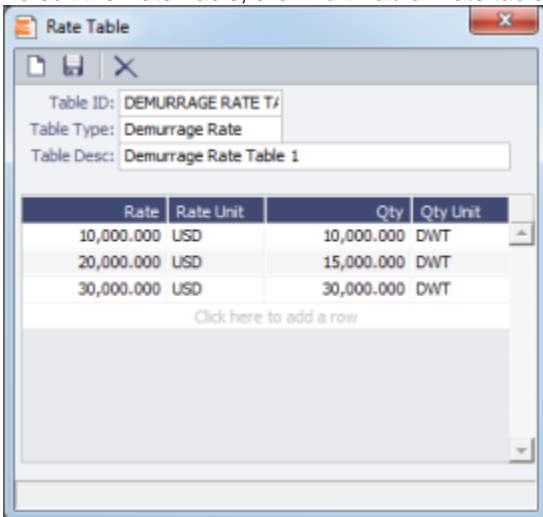 Rate Table
Table ID: DEMURRAGE RATE TA
Table Type: Demurrage Rate
Table Desc: Demurrage Rate Table 1
Rate Rate Unit Qty Qty Unit
10,000.000 USD 10,000.000 DWT
20,000.000 USD 15,000.000 DWT
30,000.000 USD 30,000.000 DWT
Click here to add a row